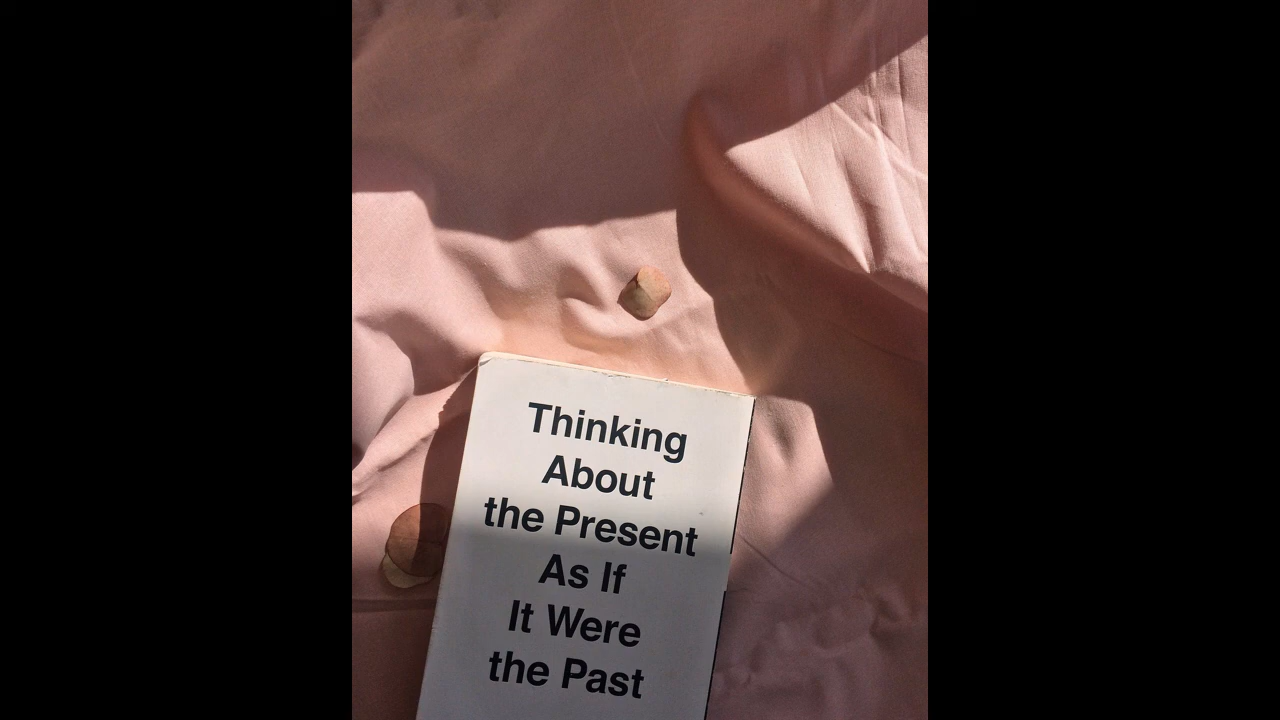 Thinking
About
the Present
As If
It Were
the Past